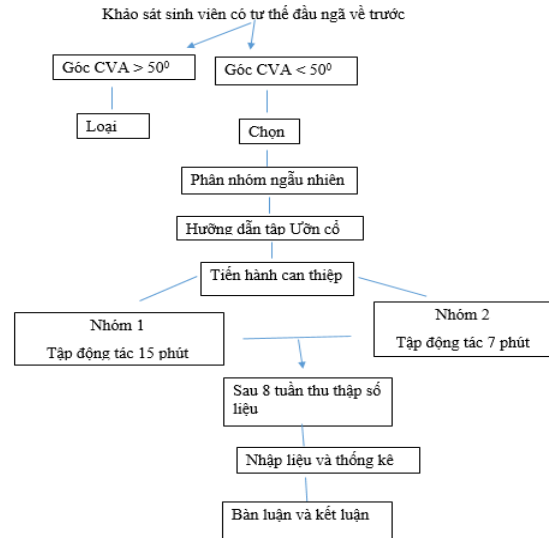 Khảo sát sinh viên có tư thế đầu ngã về trước
Góc CVA > 50⁰
Góc CVA < 50⁰
Loại
Chọn
Phân nhóm ngẫu nhiên
Hướng dẫn tập Ưỡn cổ
Tiến hành can thiệp
Nhóm 1
Tập động tác 15 phút
Nhóm 2
Tập động tác 7 phút
Sau 8 tuần thu thập số
liệu
Nhập liệu và thống kê
Bàn luận và kết luận